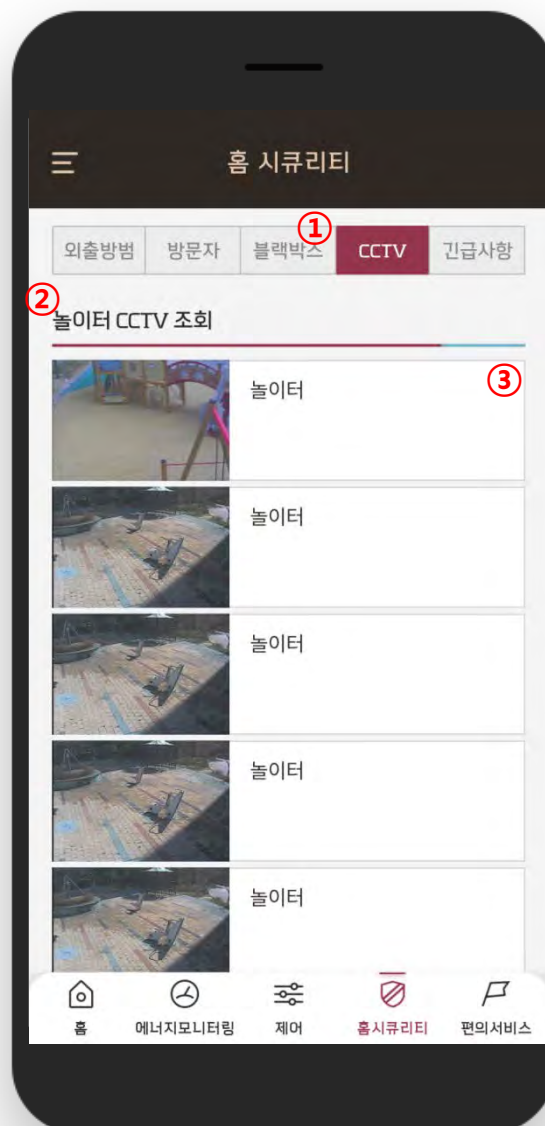 홈 시큐리티
①
외출방범 방문자 블랙박스 CCTV 긴급사항
②
놀이터 CCTV 조회
③
놀이터
놀이터
놀이터
놀이터
놀이터
홈 에너지모니터링 제어 홈시큐리티 편의서비스